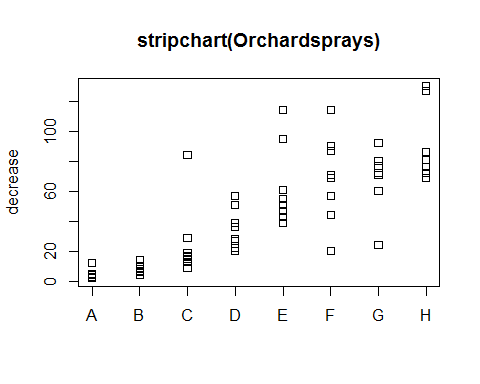 stripchart(Orchardsprays)
decrease
100
60
20
0
A B C D E F G H